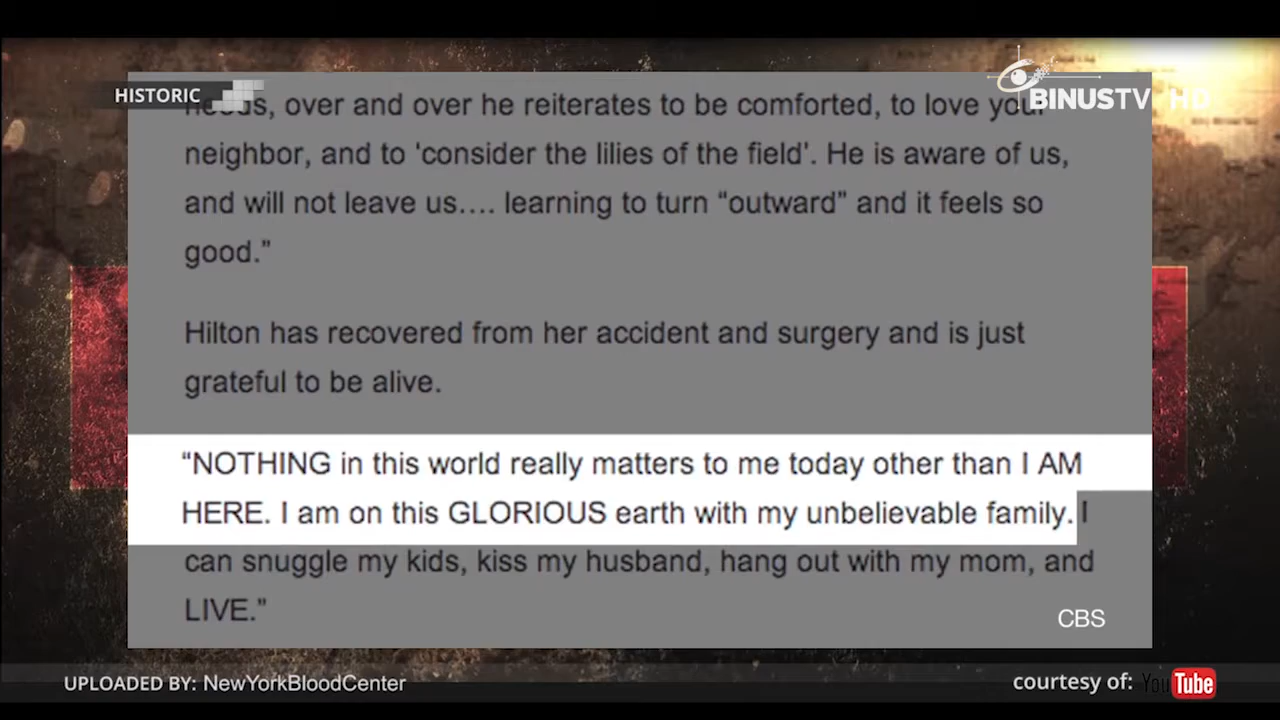 HISTORIC
BINUSTV HD
needs, over and over he reiterates to be comforted, to love your
neighbor, and to 'consider the lilies of the field'. He is aware of us,
and will not leave us.... learning to turn “outward” and it feels so
good.”
Hilton has recovered from her accident and surgery and is just
grateful to be alive.
“NOTHING in this world really matters to me today other than I AM
HERE. I am on this GLORIOUS earth with my unbelievable family. I
can snuggle my kids, kiss my husband, hang out with my mom, and
LIVE.”
CBS
UPLOADED BY: NewYorkBloodCenter
courtesy of: YouTube